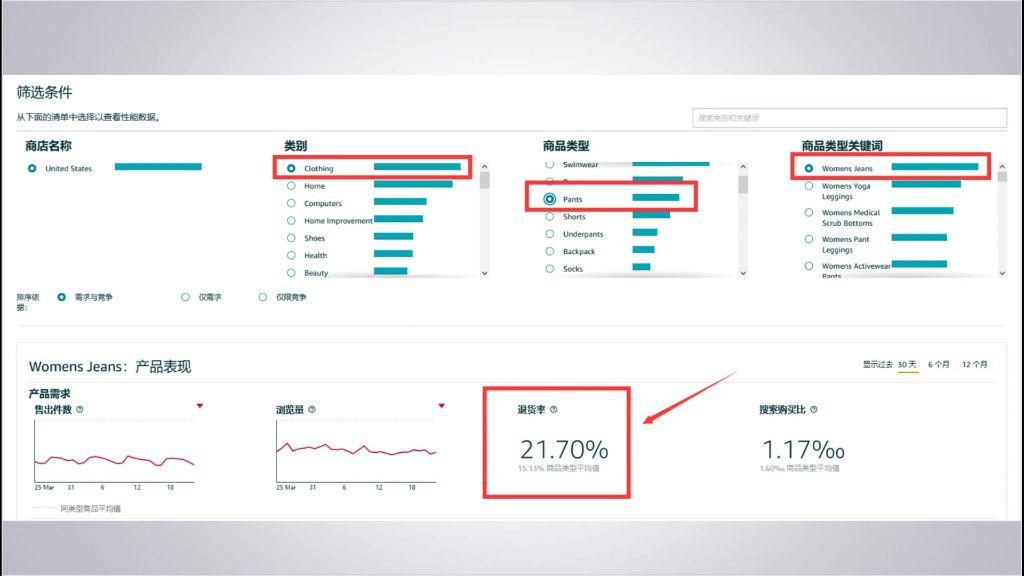 筛选条件
从下面的清单中选择以查看性能数据。
搜索类别和关键词
商店名称
United States
类别
Clothing
Home
Computers
Home Improvement
Shoes
Health
Beauty
商品类型
Swimwear
Pants
Shorts
Underpants
Backpack
Socks
商品类型关键词
Womens Jeans
Womens Yoga
Leggings
Womens Medical
Scrub Bottoms
Womens Pant
Leggings
Womens Activewear
Pants
排序依
据:
需求与竞争
仅需求
仅限竞争
Womens Jeans：产品表现
显示过去 30 天 6 个月 12 个月
产品需求
售出件数
25 Mar 31 6 12 18
同类型商品平均值
浏览量
25 Mar 31 6 12 18
退货率
21.70%
15.13% 商品类型平均值
搜索购买比
1.17‰
1.60‰ 商品类型平均值